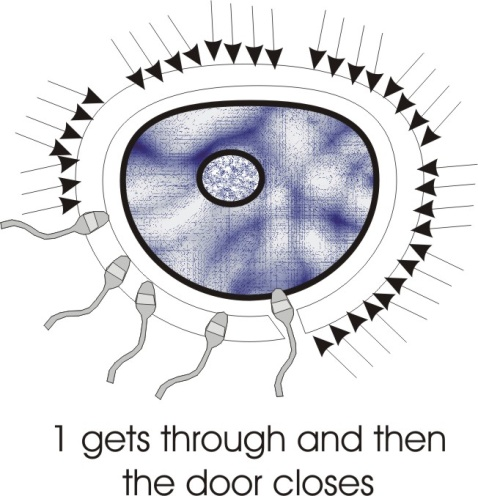 1 gets through and then
the door closes